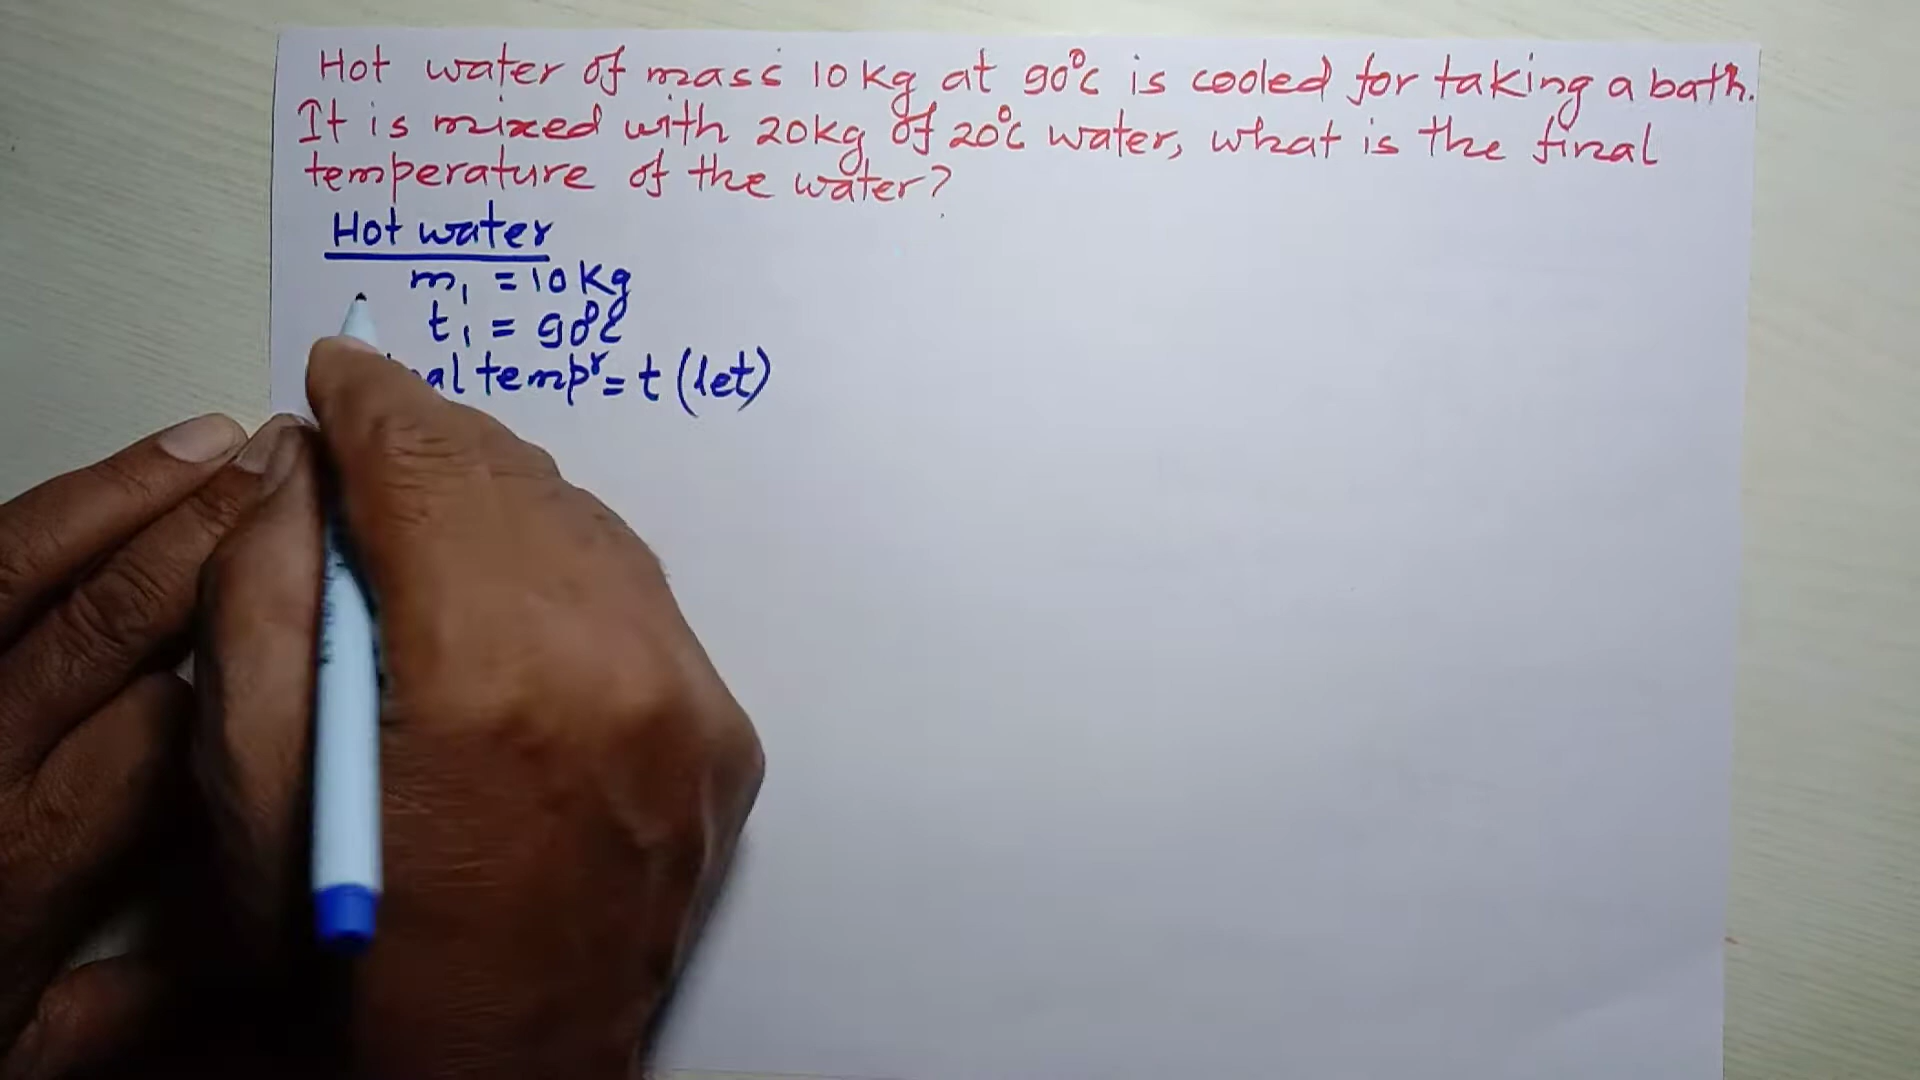 Hot water of mass 10 kg at 90°c is cooled for taking a bath.
It is mixed with 20kg of 20°c water, what is the final
temperature of the water?
Hot water
m₁ = 10 kg
t₁ = 90°c
tempʳ = t (let)